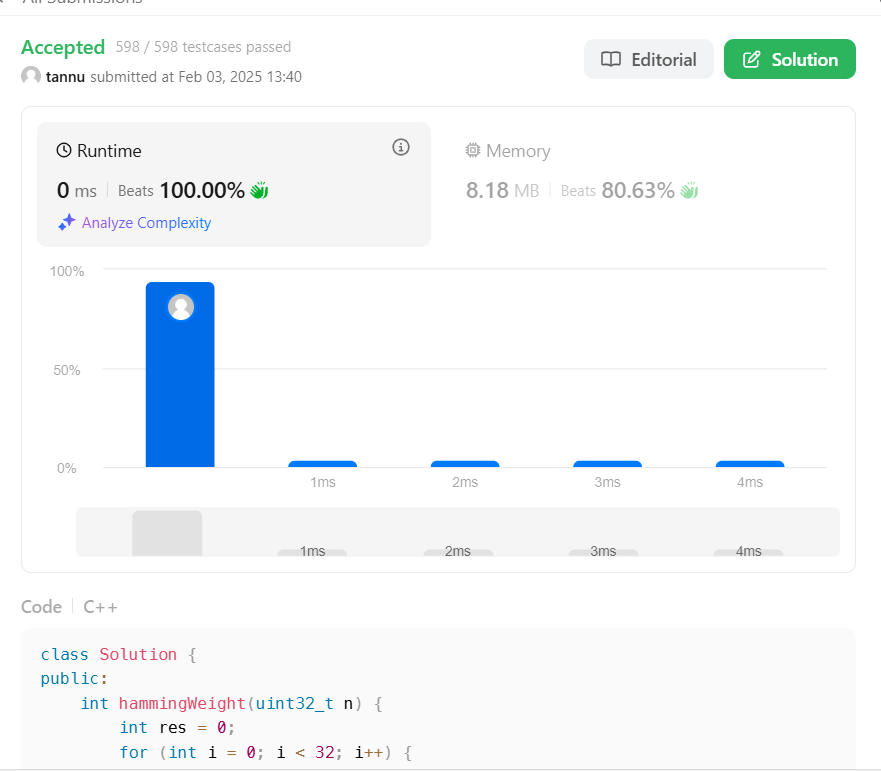 All Submissions
Accepted 598 / 598 testcases passed
tannu submitted at Feb 03, 2025 13:40
Editorial
Solution
Runtime
0 ms Beats 100.00%
Analyze Complexity
Memory
8.18 MB Beats 80.63%
100%
50%
0%
1ms 2ms 3ms 4ms
1ms 2ms 3ms 4ms
Code C++
class Solution {
public:
    int hammingWeight(uint32_t n) {
        int res = 0;
        for (int i = 0; i < 32; i++) {